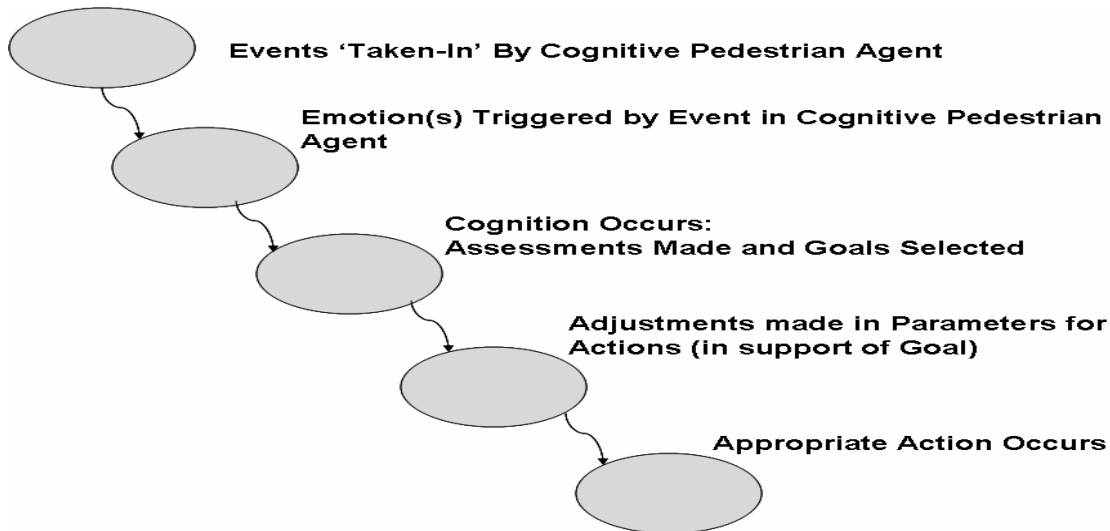 Events ‘Taken-In’ By Cognitive Pedestrian Agent
Emotion(s) Triggered by Event in Cognitive Pedestrian
Agent
Cognition Occurs:
Assessments Made and Goals Selected
Adjustments made in Parameters for
Actions (in support of Goal)
Appropriate Action Occurs